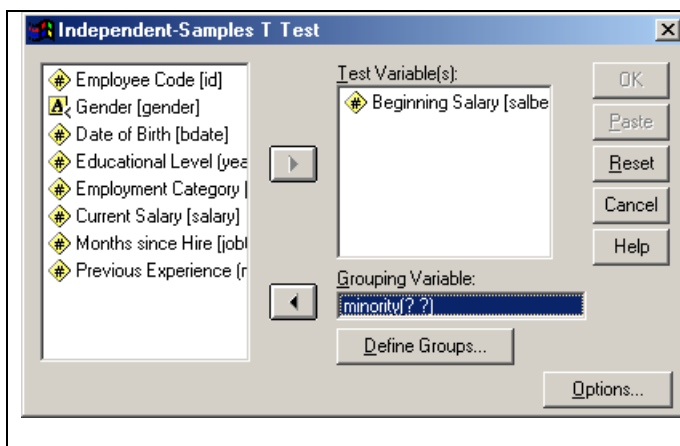 Independent-Samples T Test
Employee Code [id]
Gender [gender]
Date of Birth [bdate]
Educational Level (yea
Employment Category [
Current Salary [salary]
Months since Hire [jobt
Previous Experience (r
Test Variable(s):
Beginning Salary [salbe
Grouping Variable:
minority(? ?)
Define Groups...
OK
Paste
Reset
Cancel
Help
Options...